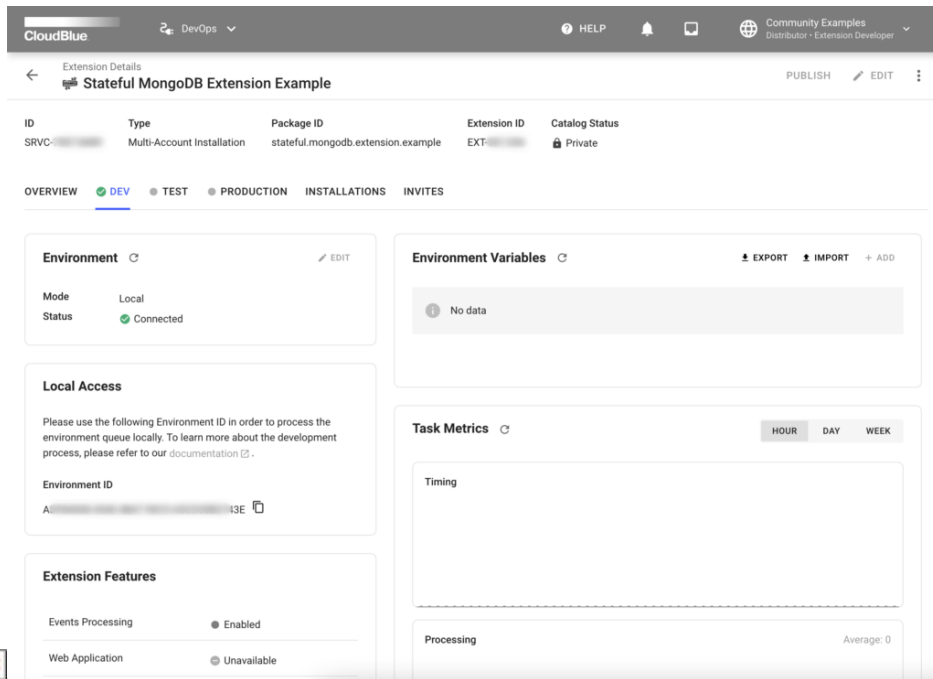 CloudBlue
DevOps
HELP
Community Examples
Distributor • Extension Developer
Extension Details
Stateful MongoDB Extension Example
PUBLISH
EDIT
ID
Type
Package ID
Extension ID
Catalog Status
SRVC-
Multi-Account Installation
stateful.mongodb.extension.example
EXT-
Private
OVERVIEW
DEV
TEST
PRODUCTION
INSTALLATIONS
INVITES
Environment
EDIT
Mode
Local
Status
Connected
Local Access
Please use the following Environment ID in order to process the
environment queue locally. To learn more about the development
process, please refer to our documentation .
Environment ID
A 43E
Extension Features
Events Processing
Enabled
Web Application
Unavailable
Environment Variables
EXPORT
IMPORT
+ ADD
No data
Task Metrics
HOUR
DAY
WEEK
Timing
Processing
Average: 0